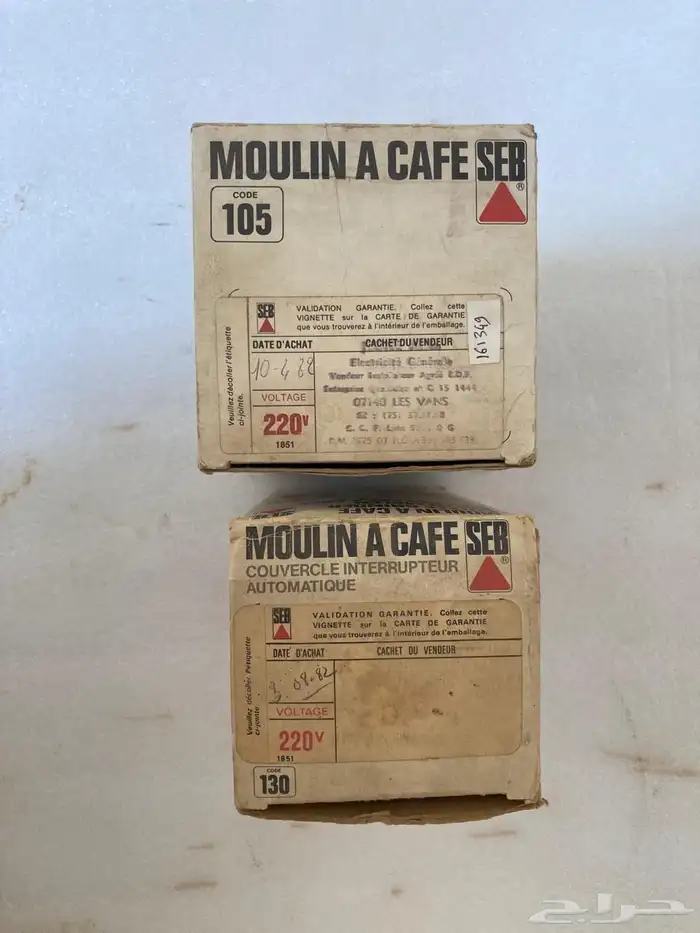 MOULIN A CAFE SEB®
CODE
105
SEB
VALIDATION GARANTIE. Collez cette
VIGNETTE sur la CARTE DE GARANTIE
que vous trouverez à l'intérieur de l'emballage.
161349
Veuillez décoller l'étiquette
ci-jointe.
DATE D'ACHAT
CACHET DU VENDEUR
10-4
Electricité Générale
07140 LES VANS
VOLTAGE
220V
1851
MOULIN A CAFE
MOULIN A CAFE SEB®
COUVERCLE INTERRUPTEUR
AUTOMATIQUE
SEB
VALIDATION GARANTIE. Collez cette
VIGNETTE sur la CARTE DE GARANTIE
que vous trouverez à l'intérieur de l'emballage.
Veuillez décoller l'étiquette
ci-jointe
DATE D'ACHAT
CACHET DU VENDEUR
08.82
VOLTAGE
220V
1851
CODE
130
حراج